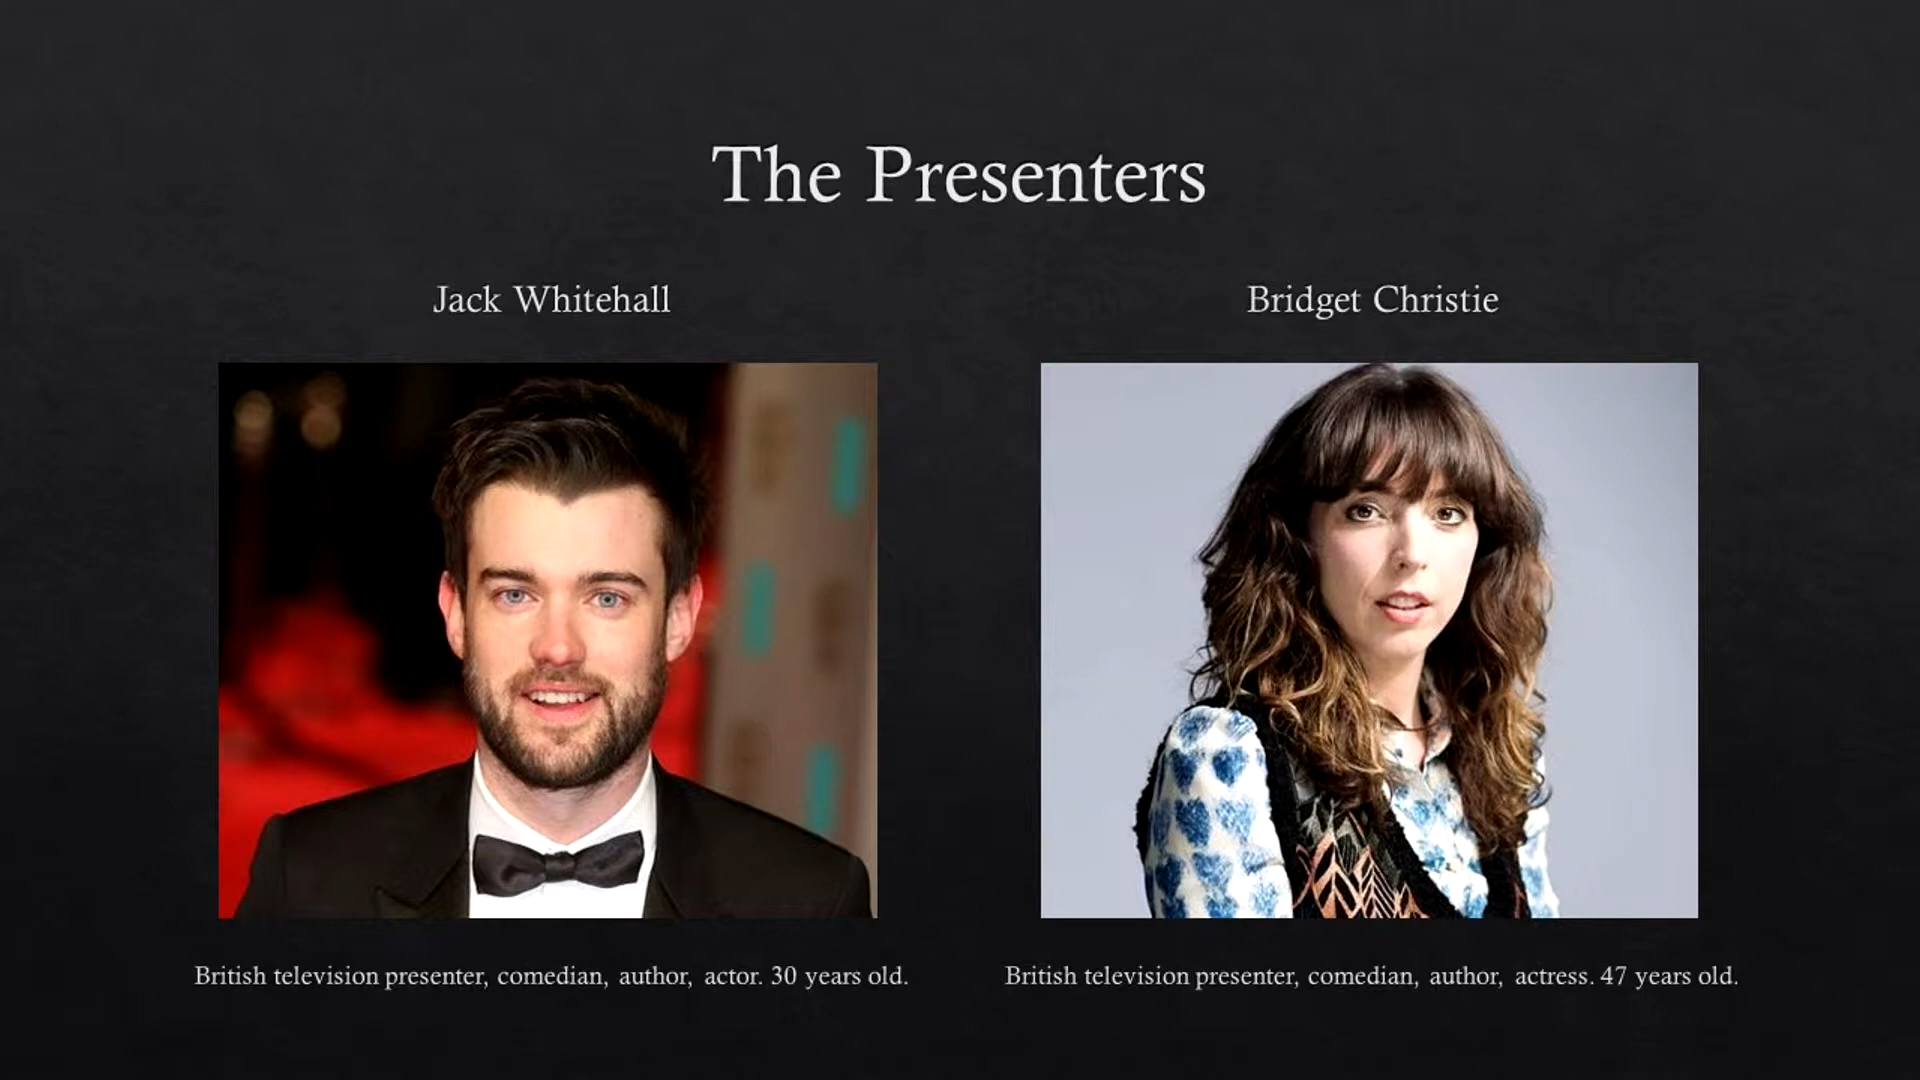 The Presenters
Jack Whitehall
Bridget Christie
British television presenter, comedian, author, actor. 30 years old.
British television presenter, comedian, author, actress. 47 years old.